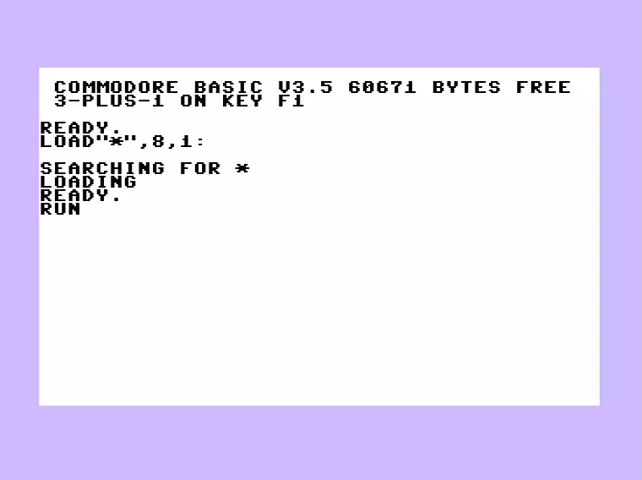 COMMODORE BASIC V3.5 60671 BYTES FREE
3-PLUS-1 ON KEY F1
READY.
LOAD"*",8,1:
SEARCHING FOR *
LOADING
READY.
RUN